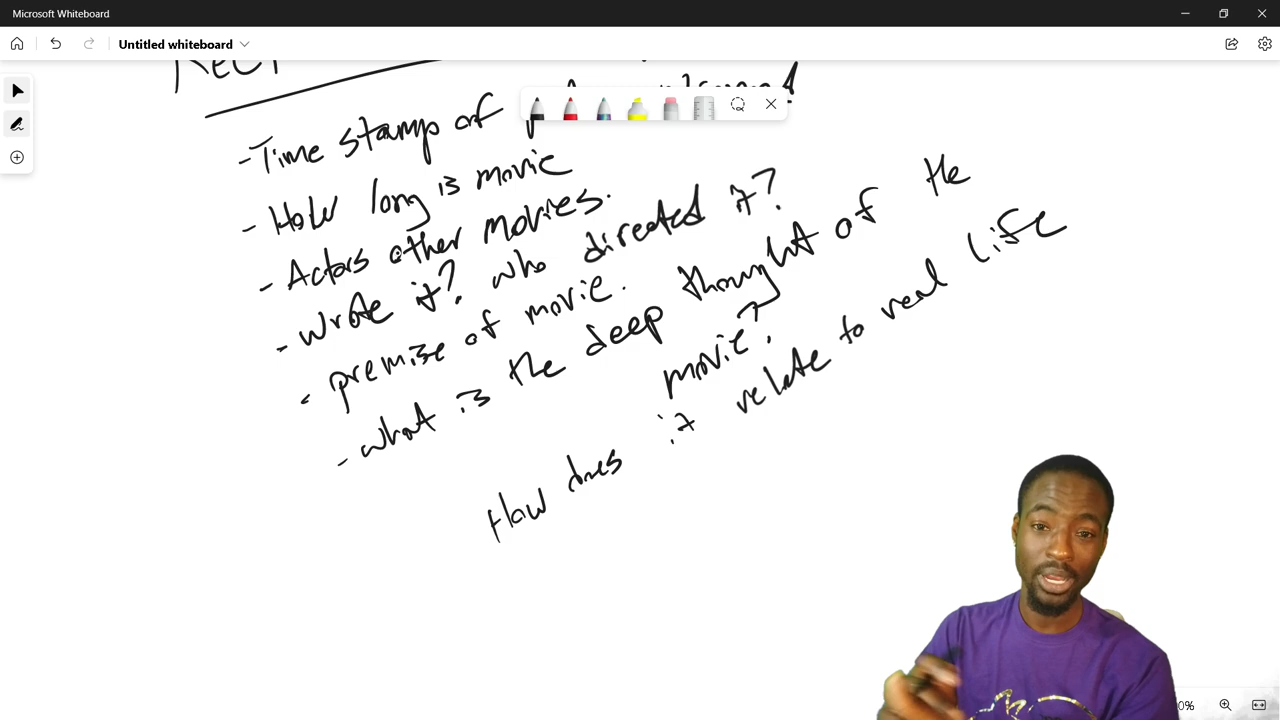 Microsoft Whiteboard
Untitled whiteboard
- Time stamp of
- How long is movie
- Actors other movies.
- wrote it? who directed it?
- premise of movie.
- what is the deep thought of the
movie?
How does it relate to real life
0%